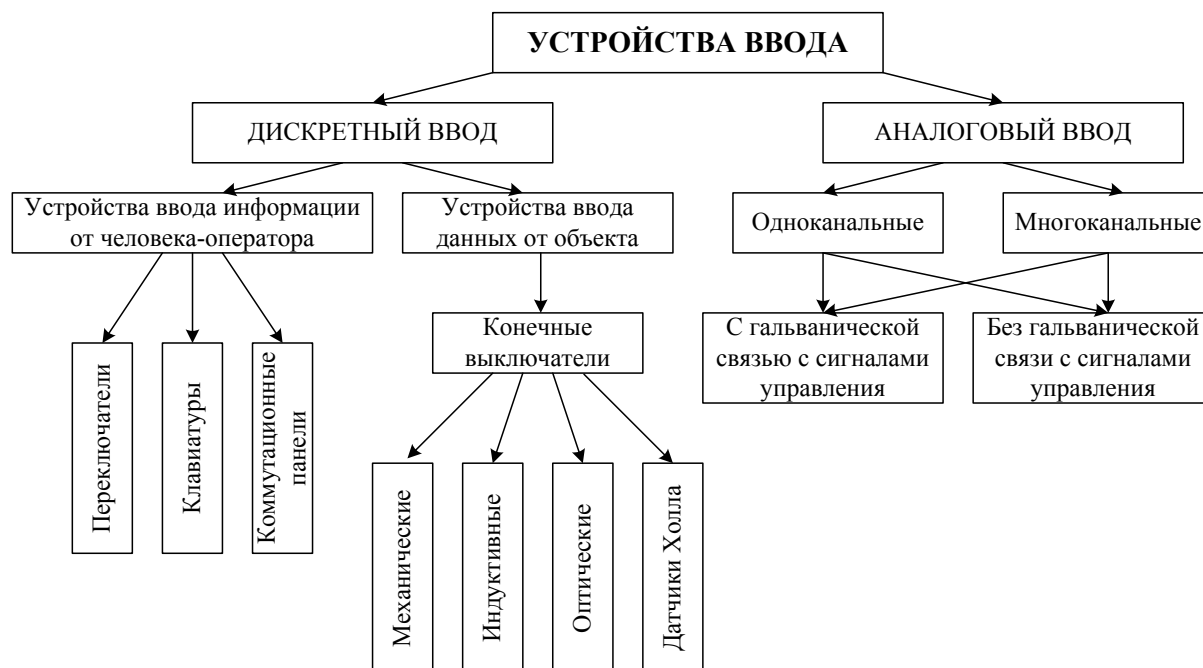 УСТРОЙСТВА ВВОДА
ДИСКРЕТНЫЙ ВВОД
АНАЛОГОВЫЙ ВВОД
Устройства ввода информации
от человека-оператора
Устройства ввода
данных от объекта
Одноканальные
Многоканальные
Переключатели
Клавиатуры
Коммутационные
панели
Конечные
выключатели
С гальванической
связью с сигналами
управления
Без гальванической
связи с сигналами
управления
Механические
Индуктивные
Оптические
Датчики Холла